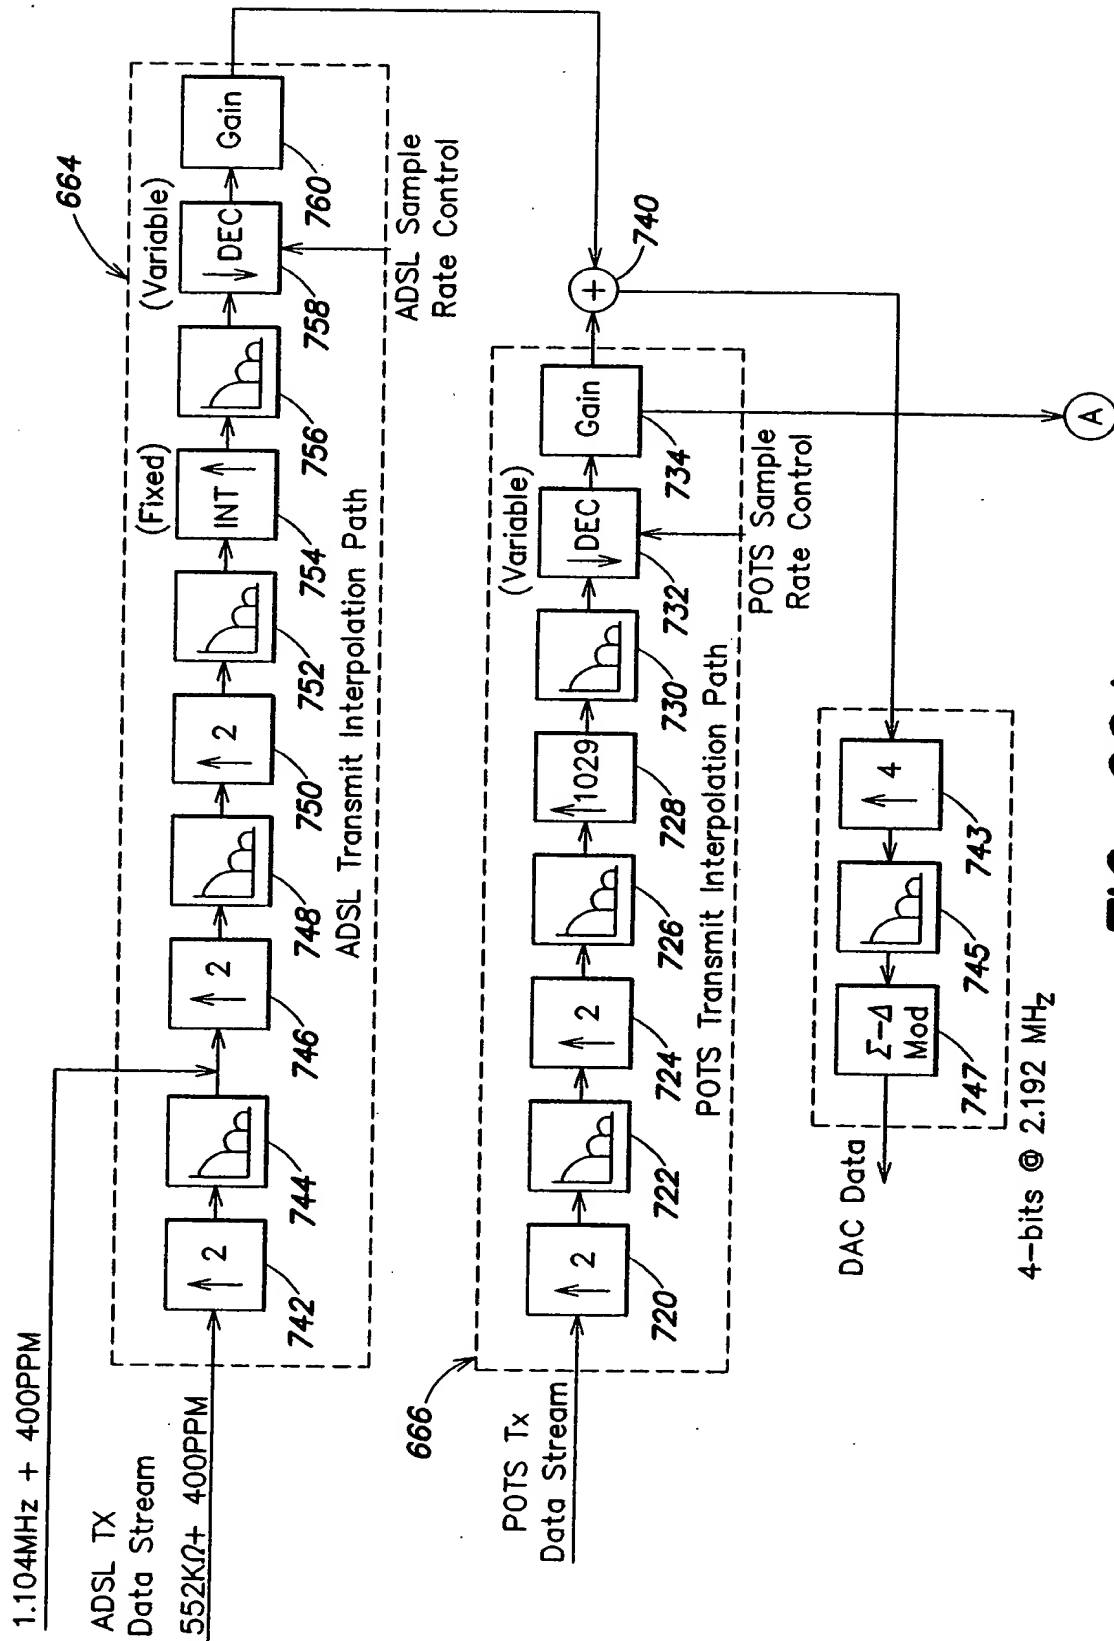 1.104MHz + 400PPM
ADSL TX
Data Stream
552KΩ+ 400PPM
664
(Fixed)
(Variable)
2
2
2
INT
DEC
Gain
742
744
746
748
750
752
754
756
758
760
ADSL Transmit Interpolation Path
ADSL Sample
Rate Control
666
POTS Tx
Data Stream
(Variable)
2
2
1029
DEC
Gain
720
722
724
726
728
730
732
734
740
+
POTS Transmit Interpolation Path
POTS Sample
Rate Control
A
DAC Data
Σ-Δ
Mod
4
747
745
743
4-bits @ 2.192 MHz